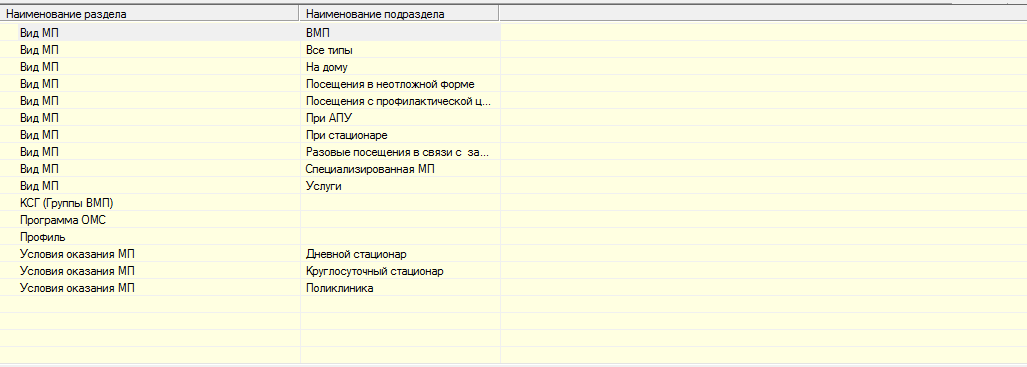 Наименование раздела Наименование подраздела
Вид МП ВМП
Вид МП Все типы
Вид МП На дому
Вид МП Посещения в неотложной форме
Вид МП Посещения с профилактической ц...
Вид МП При АПУ
Вид МП При стационаре
Вид МП Разовые посещения в связи с за...
Вид МП Специализированная МП
Вид МП Услуги
КСГ (Группы ВМП)
Программа ОМС
Профиль
Условия оказания МП Дневной стационар
Условия оказания МП Круглосуточный стационар
Условия оказания МП Поликлиника